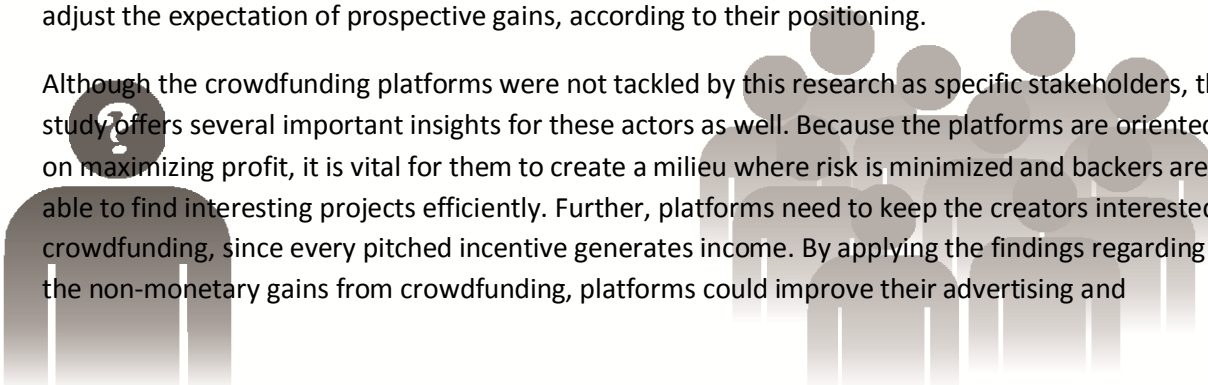 adjust the expectation of prospective gains, according to their positioning.
Although the crowdfunding platforms were not tackled by this research as specific stakeholders, th
study offers several important insights for these actors as well. Because the platforms are oriented
on maximizing profit, it is vital for them to create a milieu where risk is minimized and backers are
able to find interesting projects efficiently. Further, platforms need to keep the creators interested
crowdfunding, since every pitched incentive generates income. By applying the findings regarding
the non-monetary gains from crowdfunding, platforms could improve their advertising and
?